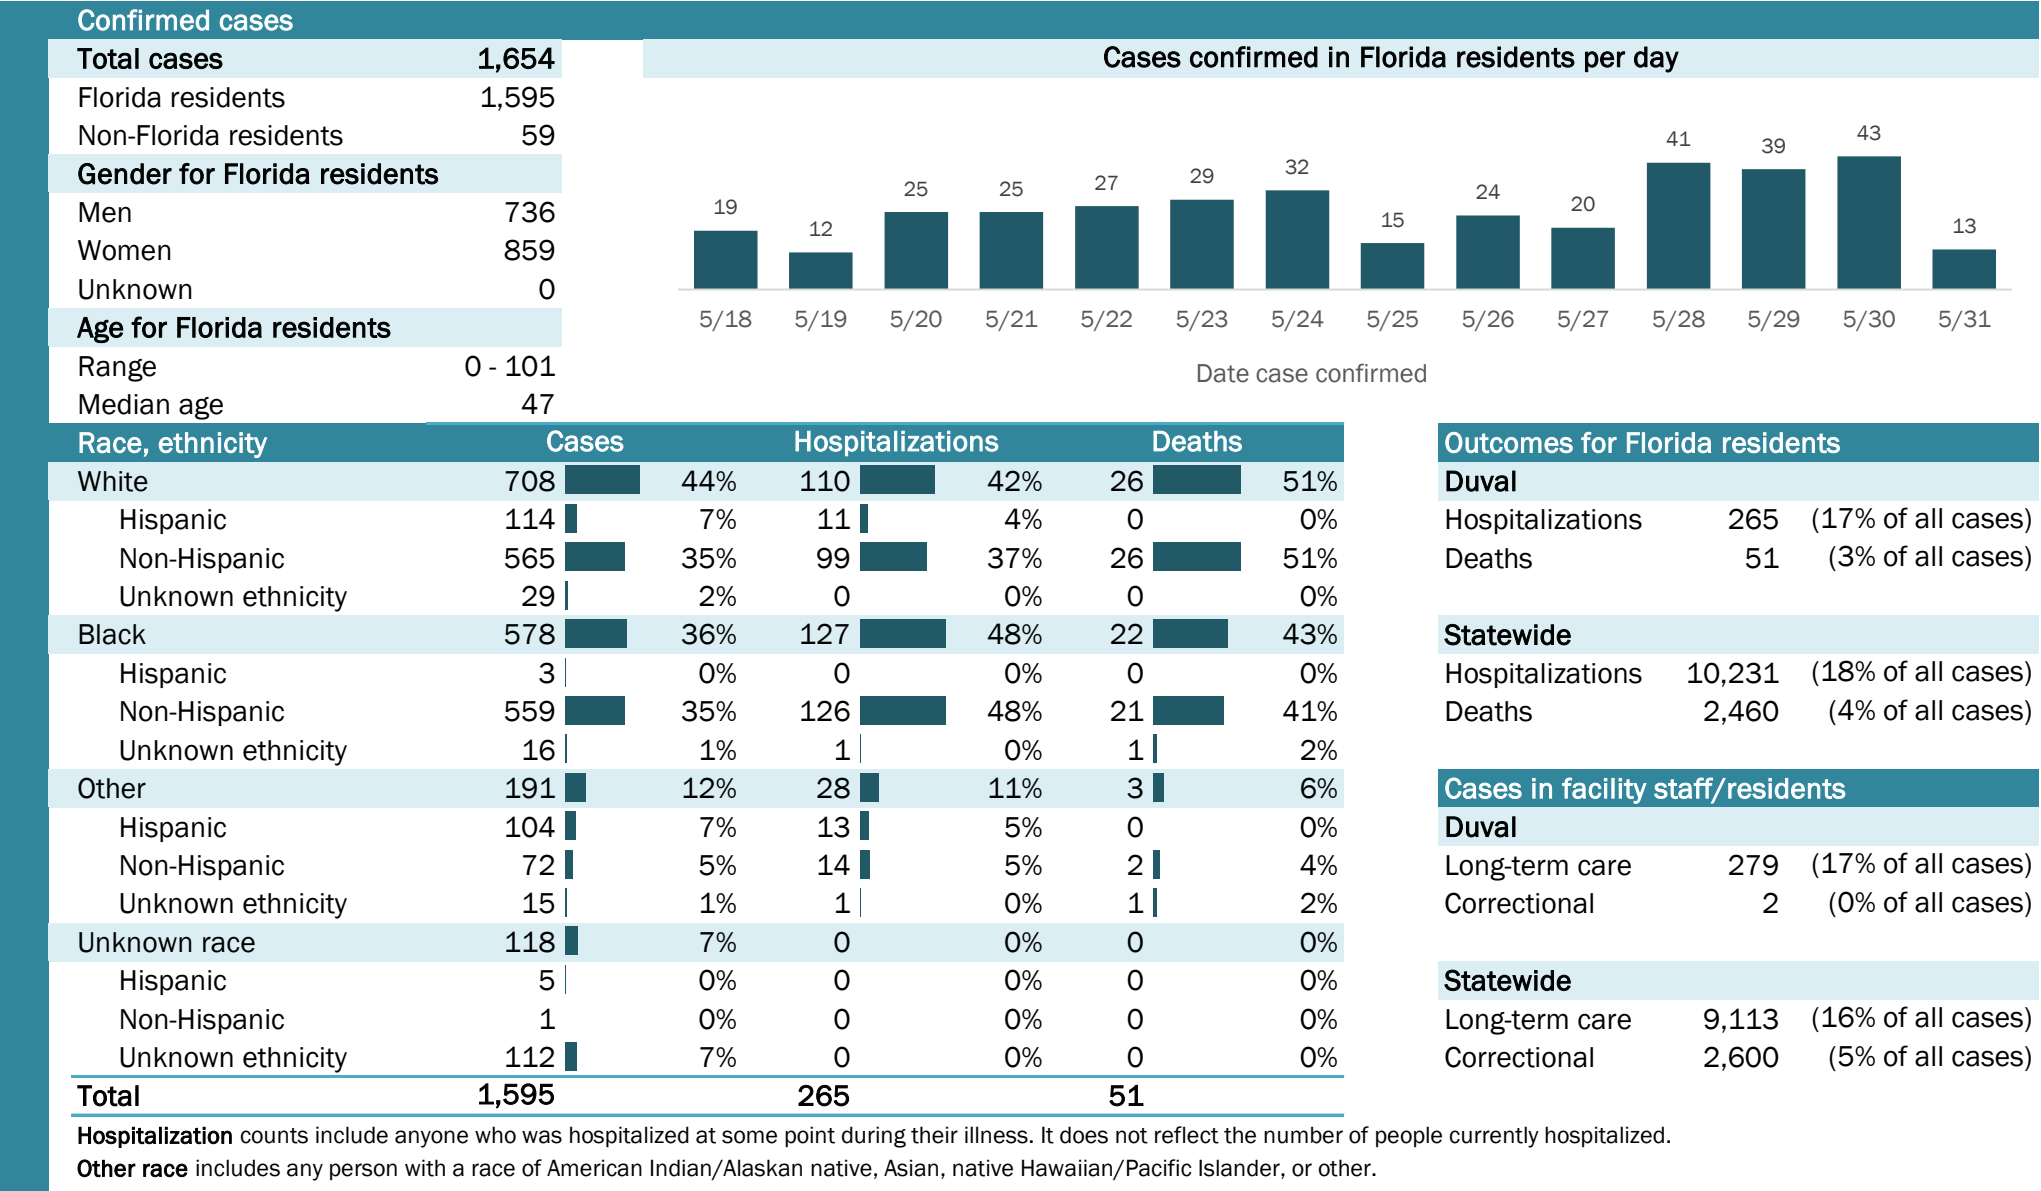 Confirmed cases
Total cases 1,654
Florida residents 1,595
Non-Florida residents 59
Gender for Florida residents
Men 736
Women 859
Unknown 0
Age for Florida residents
Range 0 - 101
Median age 47
Cases confirmed in Florida residents per day
19 12 25 25 27 29 32 15 24 20 41 39 43 13
5/18 5/19 5/20 5/21 5/22 5/23 5/24 5/25 5/26 5/27 5/28 5/29 5/30 5/31
Date case confirmed
Race, ethnicity Cases Hospitalizations Deaths
White 708 44% 110 42% 26 51%
Hispanic 114 7% 11 4% 0 0%
Non-Hispanic 565 35% 99 37% 26 51%
Unknown ethnicity 29 2% 0 0% 0 0%
Black 578 36% 127 48% 22 43%
Hispanic 3 0% 0 0% 0 0%
Non-Hispanic 559 35% 126 48% 21 41%
Unknown ethnicity 16 1% 1 0% 1 2%
Other 191 12% 28 11% 3 6%
Hispanic 104 7% 13 5% 0 0%
Non-Hispanic 72 5% 14 5% 2 4%
Unknown ethnicity 15 1% 1 0% 1 2%
Unknown race 118 7% 0 0% 0 0%
Hispanic 5 0% 0 0% 0 0%
Non-Hispanic 1 0% 0 0% 0 0%
Unknown ethnicity 112 7% 0 0% 0 0%
Total 1,595 265 51
Outcomes for Florida residents
Duval
Hospitalizations 265 (17% of all cases)
Deaths 51 (3% of all cases)
Statewide
Hospitalizations 10,231 (18% of all cases)
Deaths 2,460 (4% of all cases)
Cases in facility staff/residents
Duval
Long-term care 279 (17% of all cases)
Correctional 2 (0% of all cases)
Statewide
Long-term care 9,113 (16% of all cases)
Correctional 2,600 (5% of all cases)
Hospitalization counts include anyone who was hospitalized at some point during their illness. It does not reflect the number of people currently hospitalized.
Other race includes any person with a race of American Indian/Alaskan native, Asian, native Hawaiian/Pacific Islander, or other.